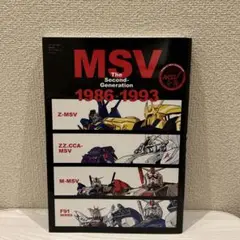 MSV
The
Second-
Generation
1986-1993
Z-MSV
ZZ.CCA-
MSV
M-MSV
F91